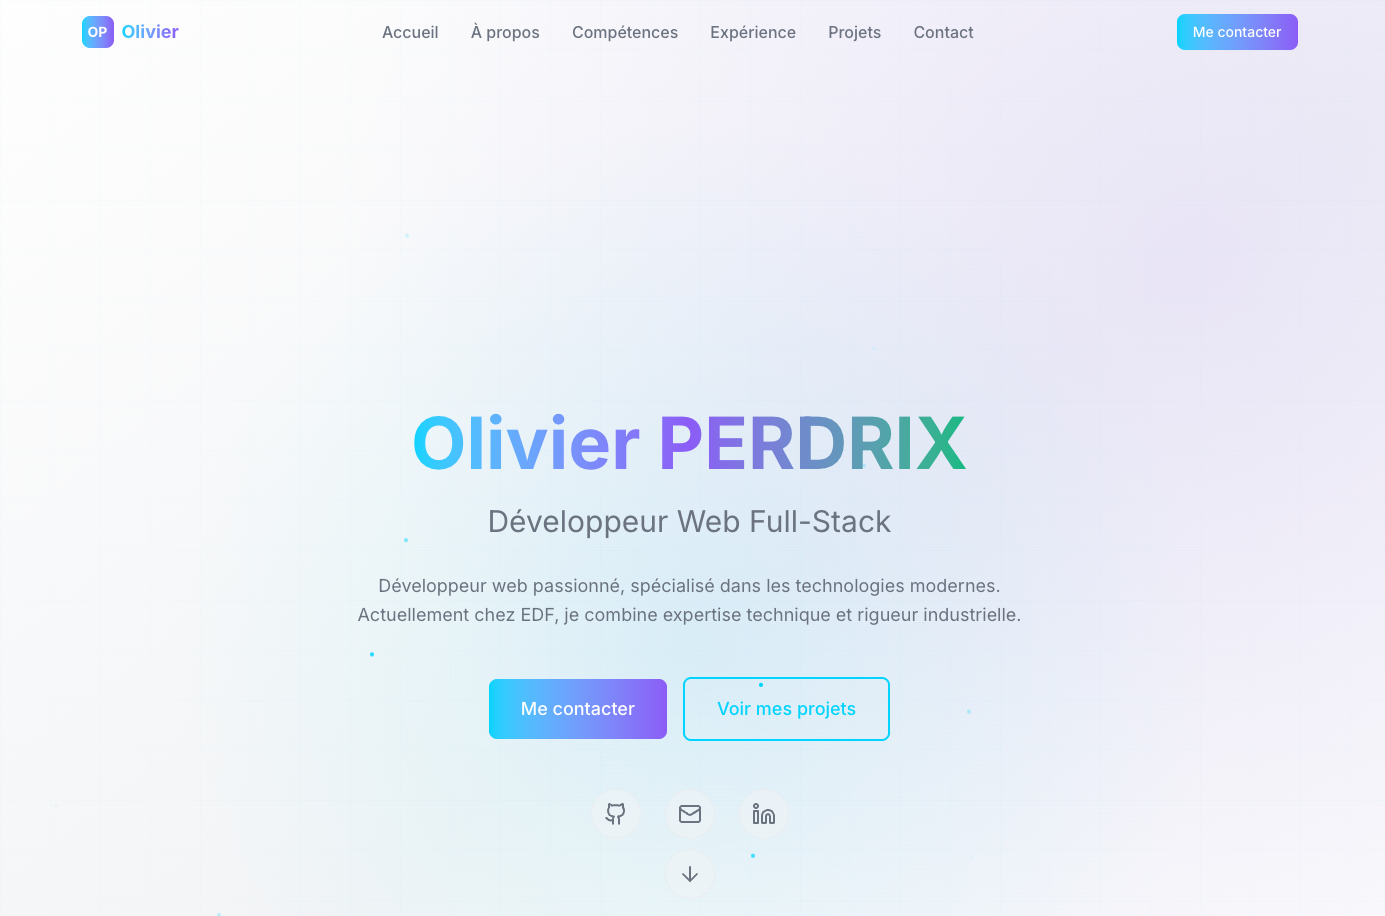 OP Olivier
Accueil À propos Compétences Expérience Projets Contact
Me contacter
Olivier PERDRIX
Développeur Web Full-Stack
Développeur web passionné, spécialisé dans les technologies modernes.
Actuellement chez EDF, je combine expertise technique et rigueur industrielle.
Me contacter
Voir mes projets